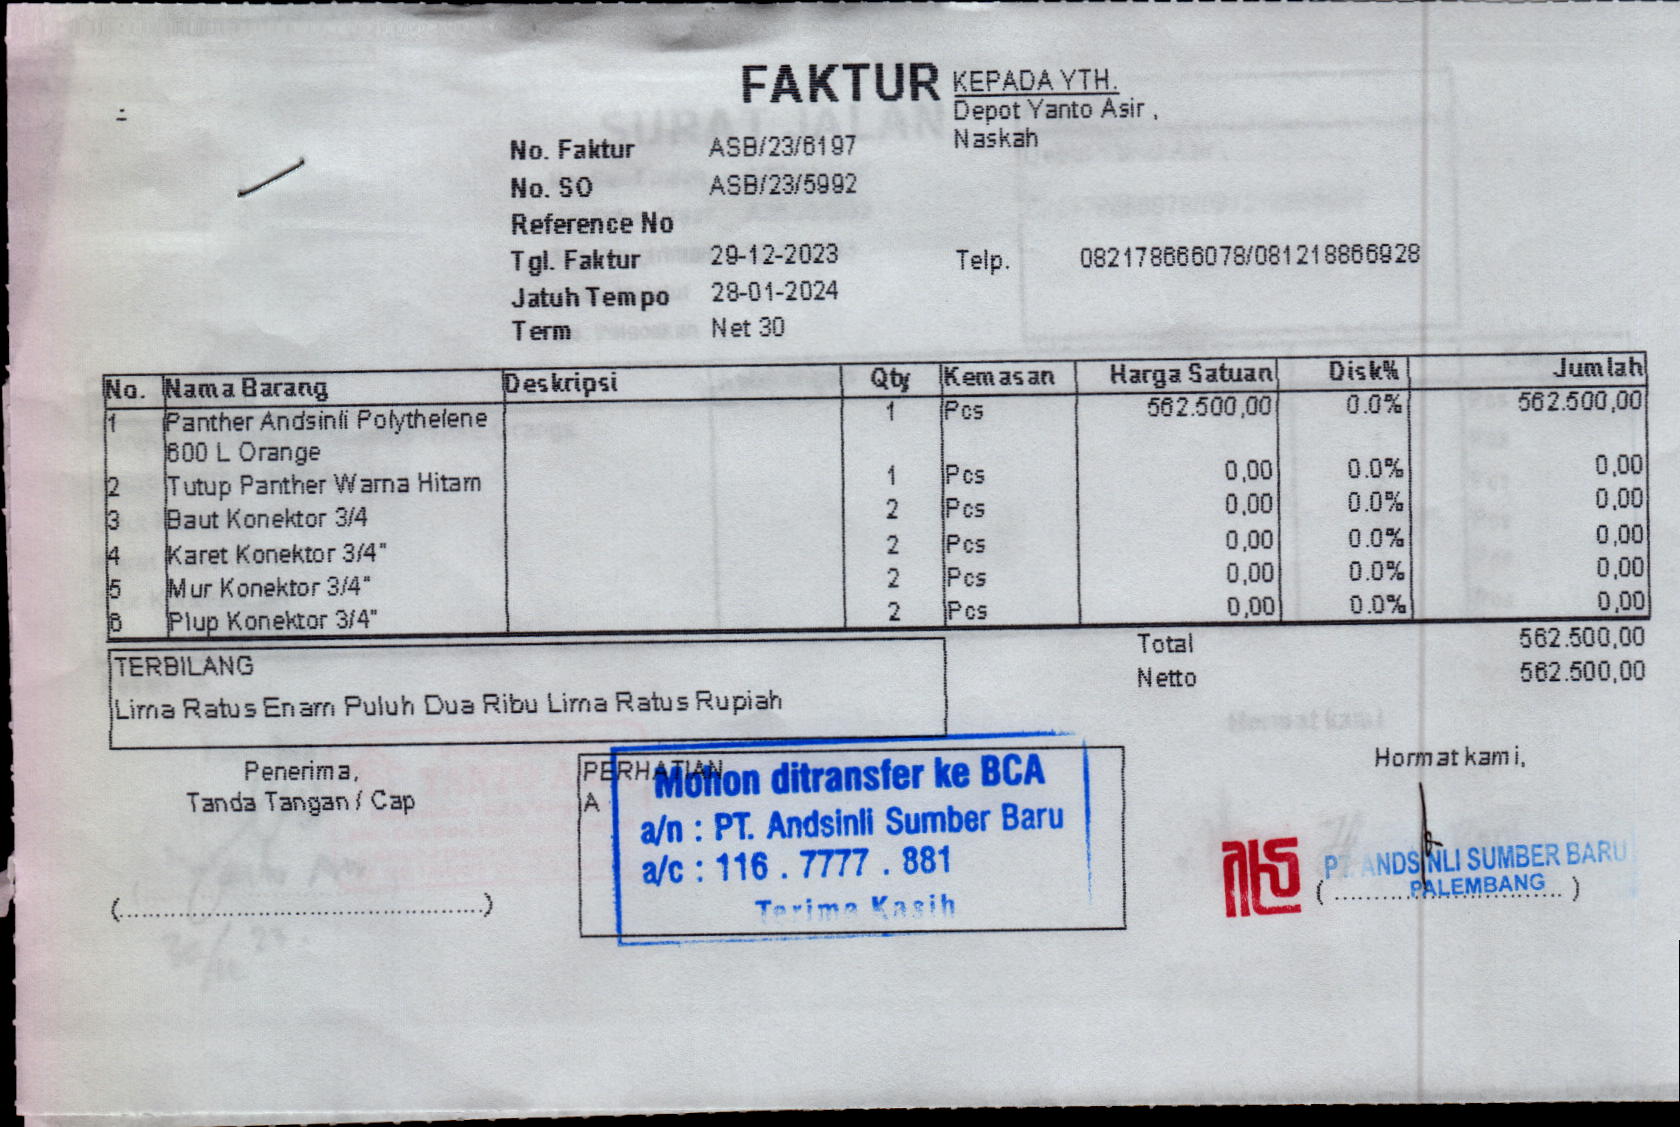 FAKTUR
KEPADA YTH.
Depot Yanto Asir ,
Naskah
No. Faktur ASB/23/6197
No. SO ASB/23/5992
Reference No
Tgl. Faktur 29-12-2023 Telp. 082178666078/081218866928
Jatuh Tempo 28-01-2024
Term Net 30
No. Nama Barang Deskripsi Qty Kemasan Harga Satuan Disk% Jumlah
1 Panther Andsinli Polythelene 1 Pcs 562.500,00 0.0% 562.500,00
600 L Orange
2 Tutup Panther Warna Hitam 1 Pcs 0,00 0.0% 0,00
3 Baut Konektor 3/4 2 Pcs 0,00 0.0% 0,00
4 Karet Konektor 3/4" 2 Pcs 0,00 0.0% 0,00
5 Mur Konektor 3/4" 2 Pcs 0,00 0.0% 0,00
6 Plup Konektor 3/4" 2 Pcs 0,00 0.0% 0,00
Total 562.500,00
Netto 562.500,00
TERBILANG
Lima Ratus Enam Puluh Dua Ribu Lima Ratus Rupiah
Penerima,
Tanda Tangan / Cap
(........................................)
PERHATIAN
A
Mohon ditransfer ke BCA
a/n : PT. Andsinli Sumber Baru
a/c : 116 . 7777 . 881
Terima Kasih
Hormat kami,
PT. ANDSINLI SUMBER BARU
PALEMBANG
(........................)